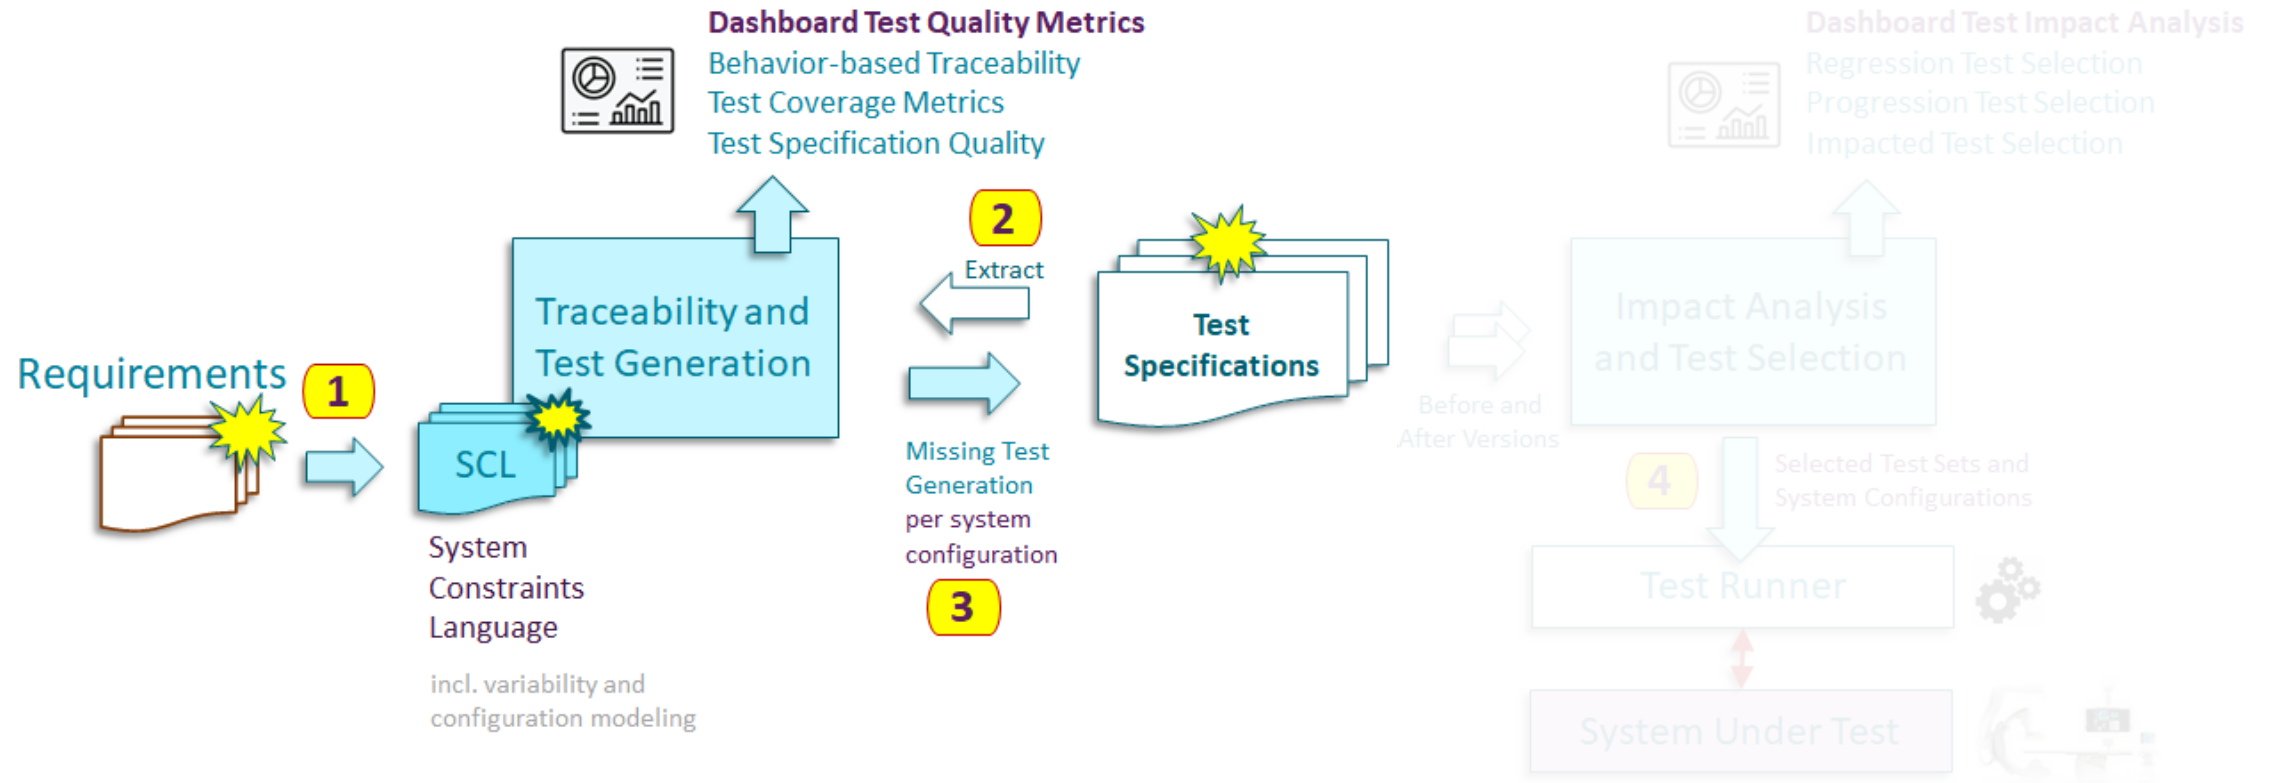 Dashboard Test Quality Metrics
Behavior-based Traceability
Test Coverage Metrics
Test Specification Quality
Dashboard Test Impact Analysis
Regression Test Selection
Progression Test Selection
Impacted Test Selection
Requirements
1
Traceability and
Test Generation
SCL
System
Constraints
Language
incl. variability and
configuration modeling
2
Extract
Missing Test
Generation
per system
configuration
3
Test
Specifications
Before and
After Versions
Impact Analysis
and Test Selection
4
Selected Test Sets and
System Configurations
Test Runner
System Under Test